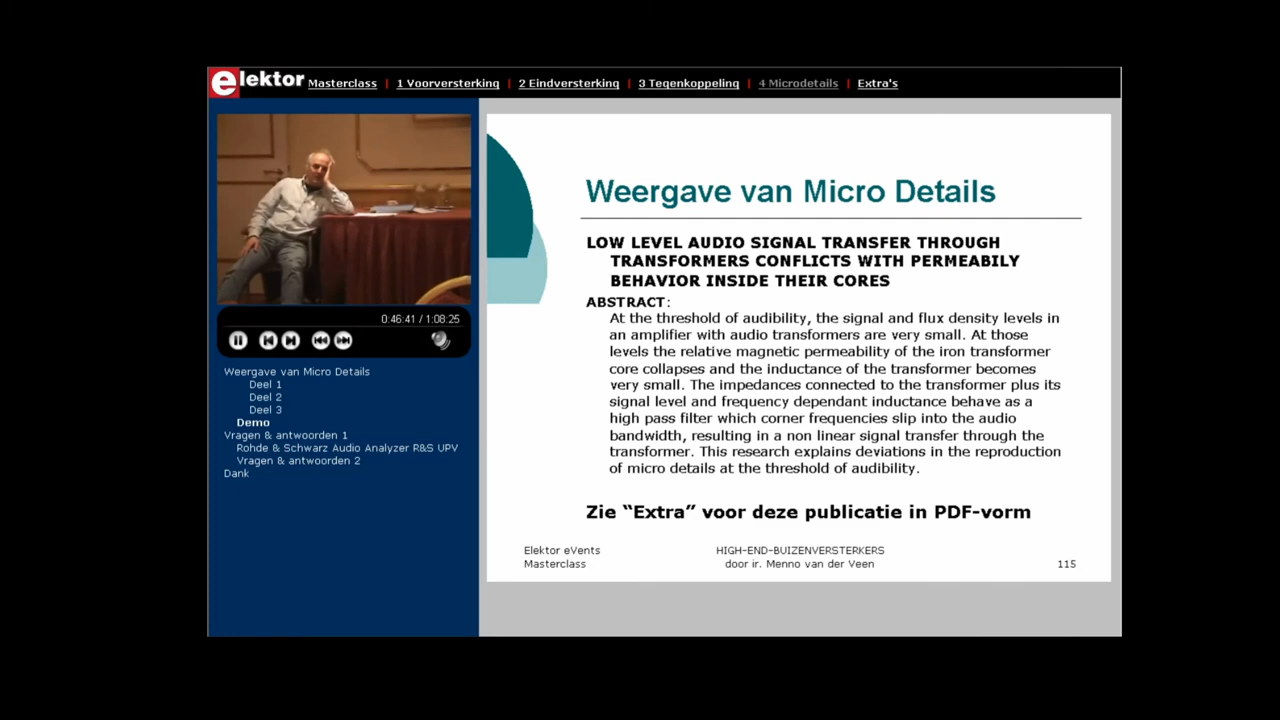 elektor Masterclass | 1 Voorversterking | 2 Eindversterking | 3 Tegenkoppeling | 4 Microdetails | Extra's
0:46:41 / 1:08:25
Weergave van Micro Details
Deel 1
Deel 2
Deel 3
Demo
Vragen & antwoorden 1
Rohde & Schwarz Audio Analyzer R&S UPV
Vragen & antwoorden 2
Dank
Weergave van Micro Details
LOW LEVEL AUDIO SIGNAL TRANSFER THROUGH
TRANSFORMERS CONFLICTS WITH PERMEABILY
BEHAVIOR INSIDE THEIR CORES
ABSTRACT:
At the threshold of audibility, the signal and flux density levels in
an amplifier with audio transformers are very small. At those
levels the relative magnetic permeability of the iron transformer
core collapses and the inductance of the transformer becomes
very small. The impedances connected to the transformer plus its
signal level and frequency dependant inductance behave as a
high pass filter which corner frequencies slip into the audio
bandwidth, resulting in a non linear signal transfer through the
transformer. This research explains deviations in the reproduction
of micro details at the threshold of audibility.
Zie “Extra” voor deze publicatie in PDF-vorm
Elektor eVents
Masterclass
HIGH-END-BUIZENVERSTERKERS
door ir. Menno van der Veen
115